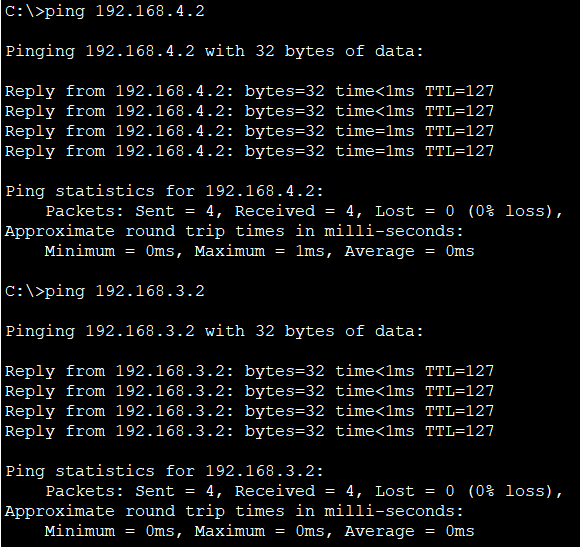 C:\>ping 192.168.4.2
Pinging 192.168.4.2 with 32 bytes of data:
Reply from 192.168.4.2: bytes=32 time<1ms TTL=127
Reply from 192.168.4.2: bytes=32 time<1ms TTL=127
Reply from 192.168.4.2: bytes=32 time=1ms TTL=127
Reply from 192.168.4.2: bytes=32 time=1ms TTL=127
Ping statistics for 192.168.4.2:
    Packets: Sent = 4, Received = 4, Lost = 0 (0% loss),
Approximate round trip times in milli-seconds:
    Minimum = 0ms, Maximum = 1ms, Average = 0ms
C:\>ping 192.168.3.2
Pinging 192.168.3.2 with 32 bytes of data:
Reply from 192.168.3.2: bytes=32 time<1ms TTL=127
Reply from 192.168.3.2: bytes=32 time<1ms TTL=127
Reply from 192.168.3.2: bytes=32 time<1ms TTL=127
Reply from 192.168.3.2: bytes=32 time<1ms TTL=127
Ping statistics for 192.168.3.2:
    Packets: Sent = 4, Received = 4, Lost = 0 (0% loss),
Approximate round trip times in milli-seconds:
    Minimum = 0ms, Maximum = 0ms, Average = 0ms